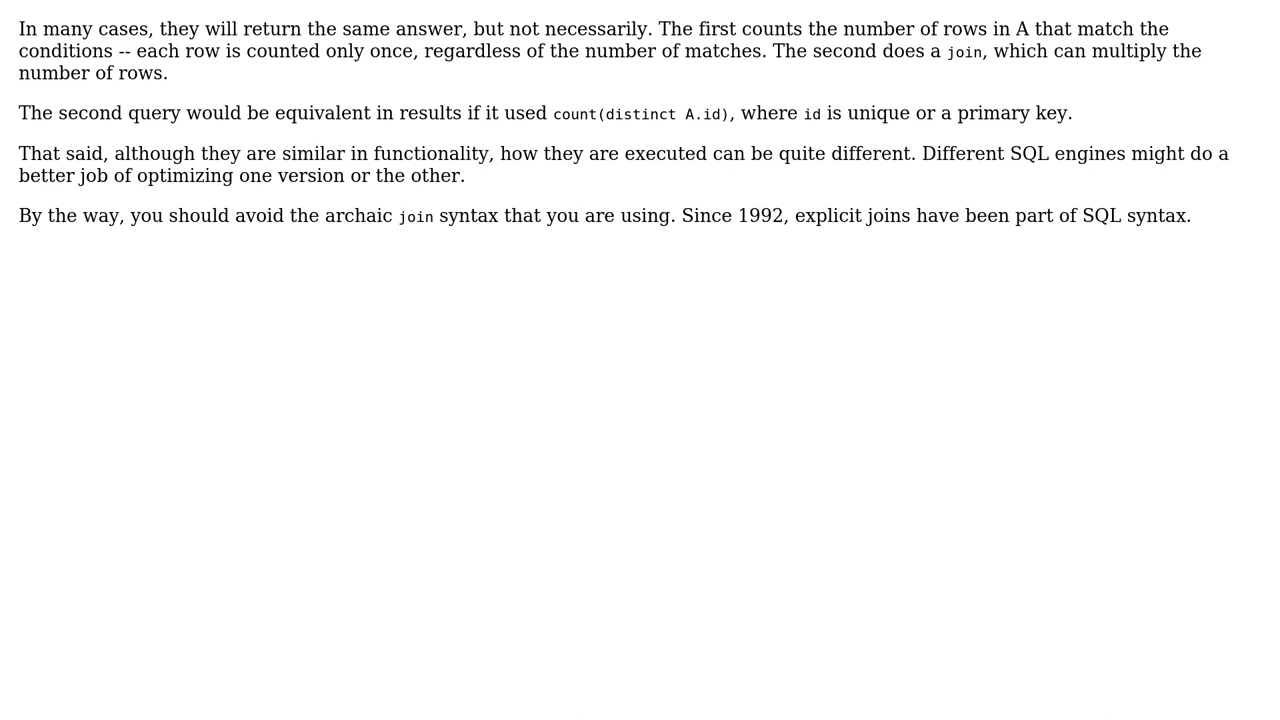 In many cases, they will return the same answer, but not necessarily. The first counts the number of rows in A that match the
conditions -- each row is counted only once, regardless of the number of matches. The second does a join, which can multiply the
number of rows.
The second query would be equivalent in results if it used count(distinct A.id), where id is unique or a primary key.
That said, although they are similar in functionality, how they are executed can be quite different. Different SQL engines might do a
better job of optimizing one version or the other.
By the way, you should avoid the archaic join syntax that you are using. Since 1992, explicit joins have been part of SQL syntax.